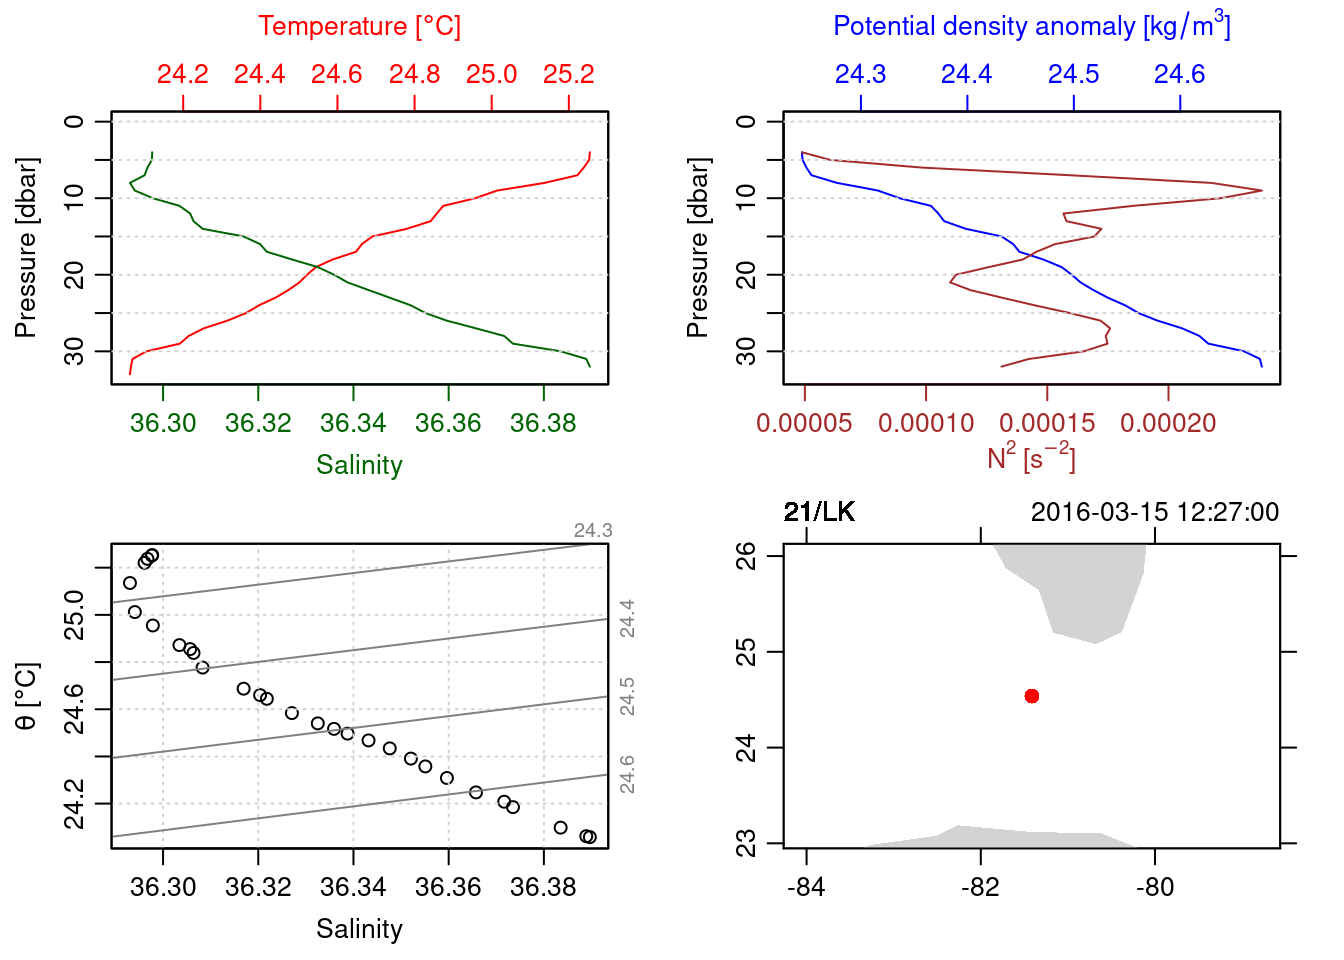 Temperature [°C]
24.2 24.4 24.6 24.8 25.0 25.2
Pressure [dbar]
0
10
20
30
36.30 36.32 36.34 36.36 36.38
Salinity
Potential density anomaly [kg/m³]
24.3 24.4 24.5 24.6
Pressure [dbar]
0
10
20
30
0.00005 0.00010 0.00015 0.00020
N² [s⁻²]
24.3
24.4
24.5
24.6
θ [°C]
25.0
24.6
24.2
36.30 36.32 36.34 36.36 36.38
Salinity
21/LK 2016-03-15 12:27:00
26
25
24
23
-84 -82 -80